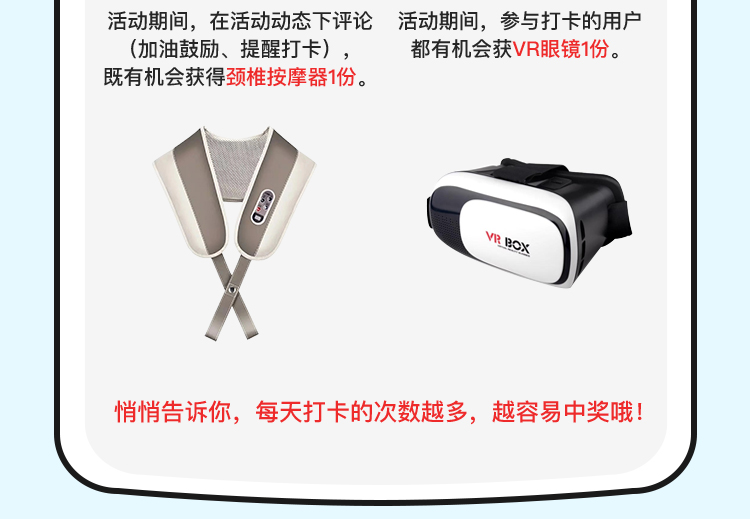 活动期间，在活动动态下评论
（加油鼓励、提醒打卡），
既有机会获得颈椎按摩器1份。
活动期间，参与打卡的用户
都有机会获VR眼镜1份。
VR BOX
悄悄告诉你，每天打卡的次数越多，越容易中奖哦！